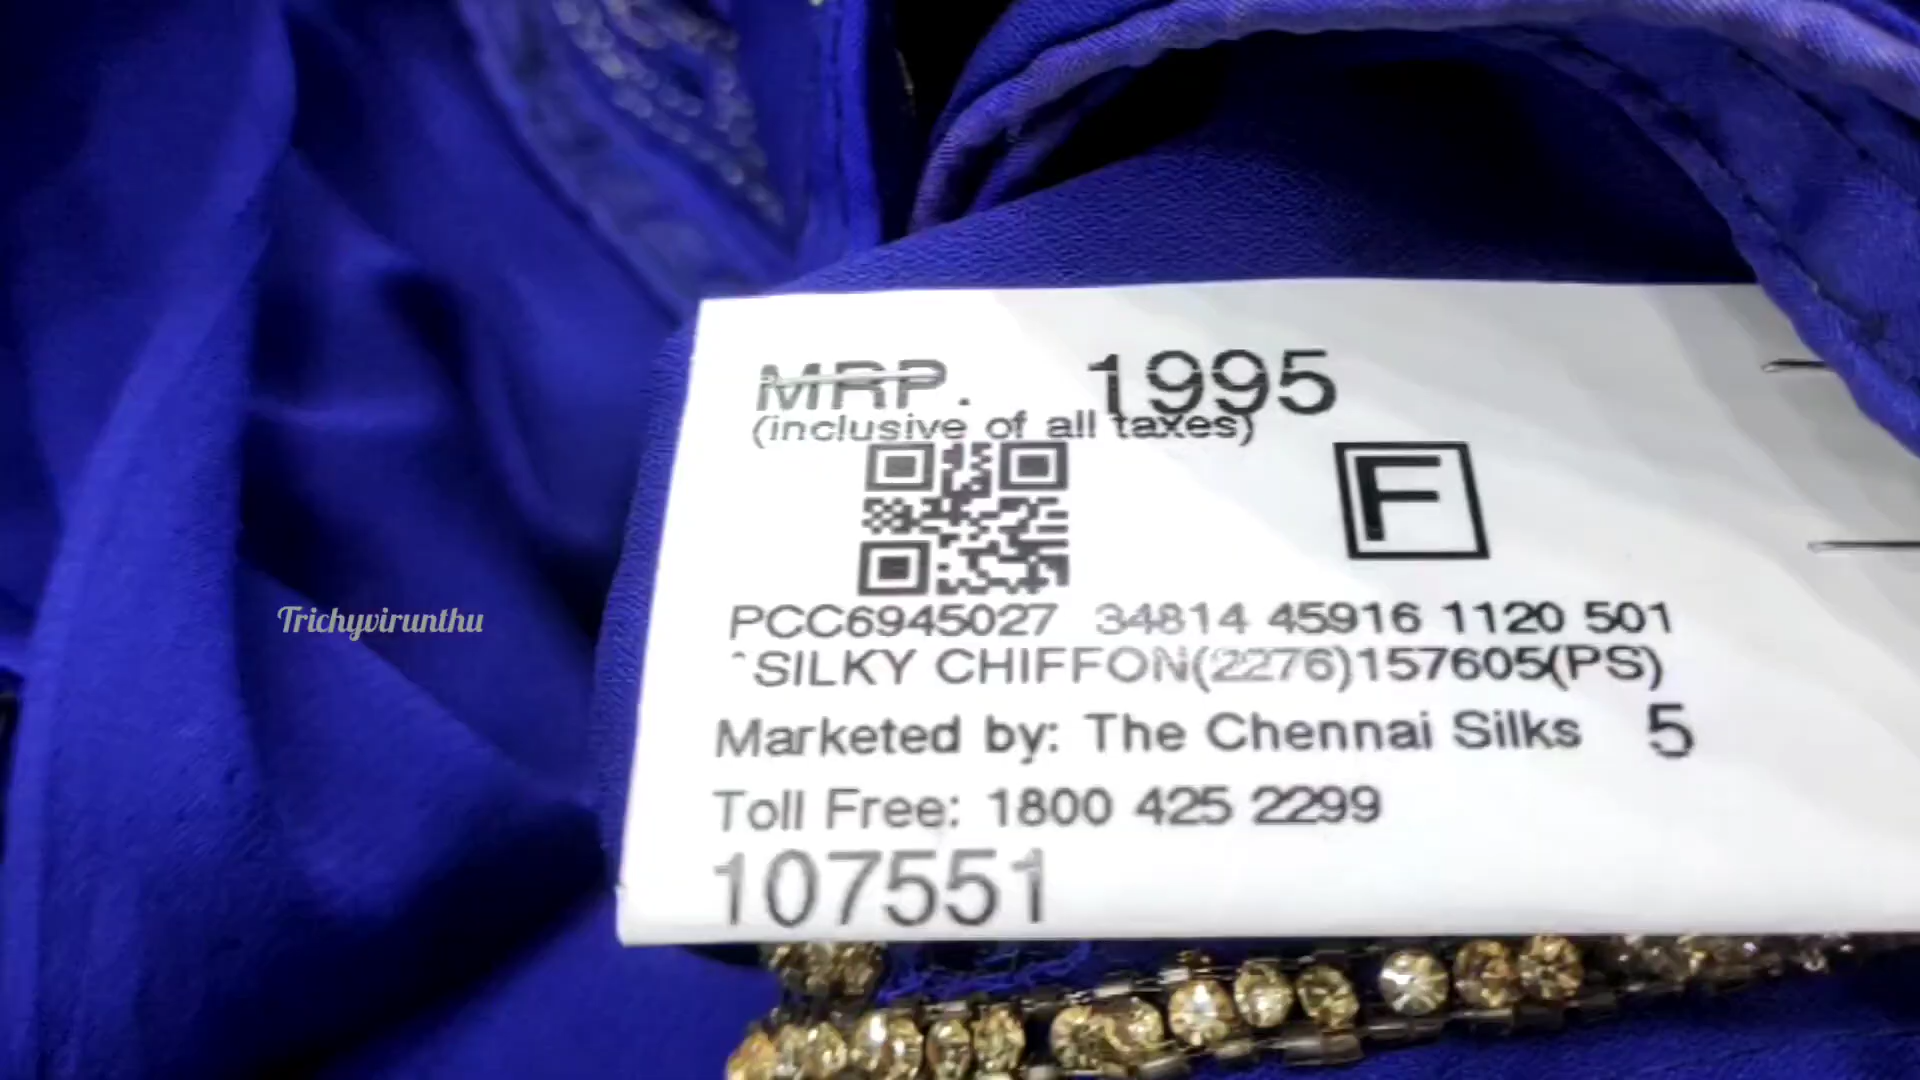 MRP. 1995
(inclusive of all taxes)
F
PCC6945027 34814 45916 1120 501
Trichyvirunthu
^SILKY CHIFFON(2276)157605(PS)
Marketed by: The Chennai Silks 5
Toll Free: 1800 425 2299
107551